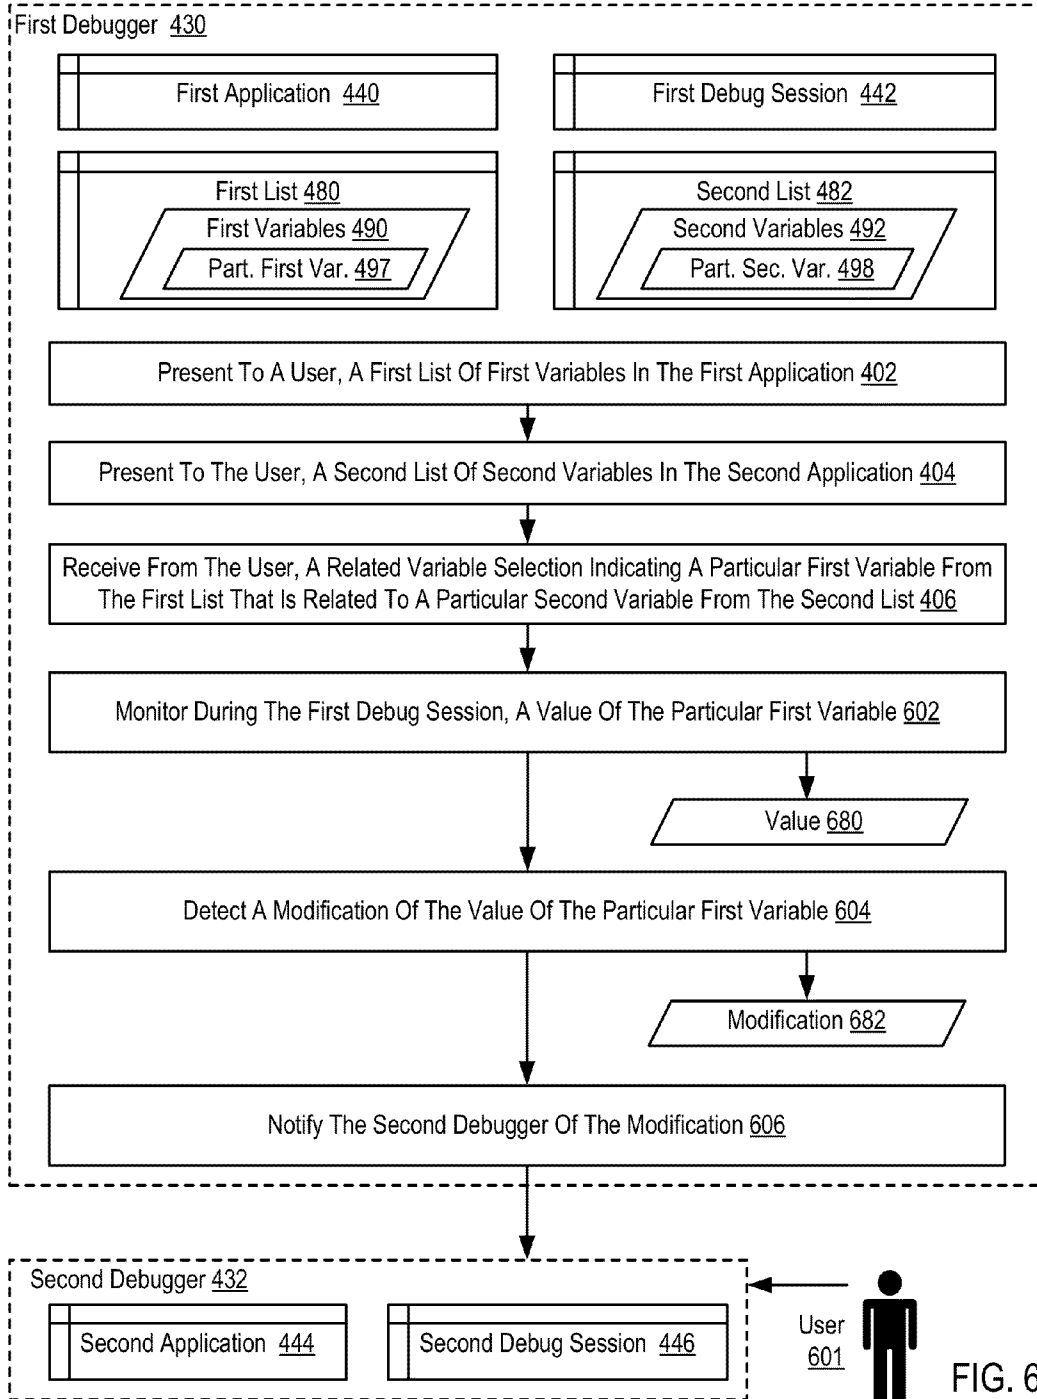 First Debugger 430
First Application 440
First Debug Session 442
First List 480
First Variables 490
Part. First Var. 497
Second List 482
Second Variables 492
Part. Sec. Var. 498
Present To A User, A First List Of First Variables In The First Application 402
Present To The User, A Second List Of Second Variables In The Second Application 404
Receive From The User, A Related Variable Selection Indicating A Particular First Variable From
The First List That Is Related To A Particular Second Variable From The Second List 406
Monitor During The First Debug Session, A Value Of The Particular First Variable 602
Value 680
Detect A Modification Of The Value Of The Particular First Variable 604
Modification 682
Notify The Second Debugger Of The Modification 606
Second Debugger 432
Second Application 444
Second Debug Session 446
User
601
FIG. 6